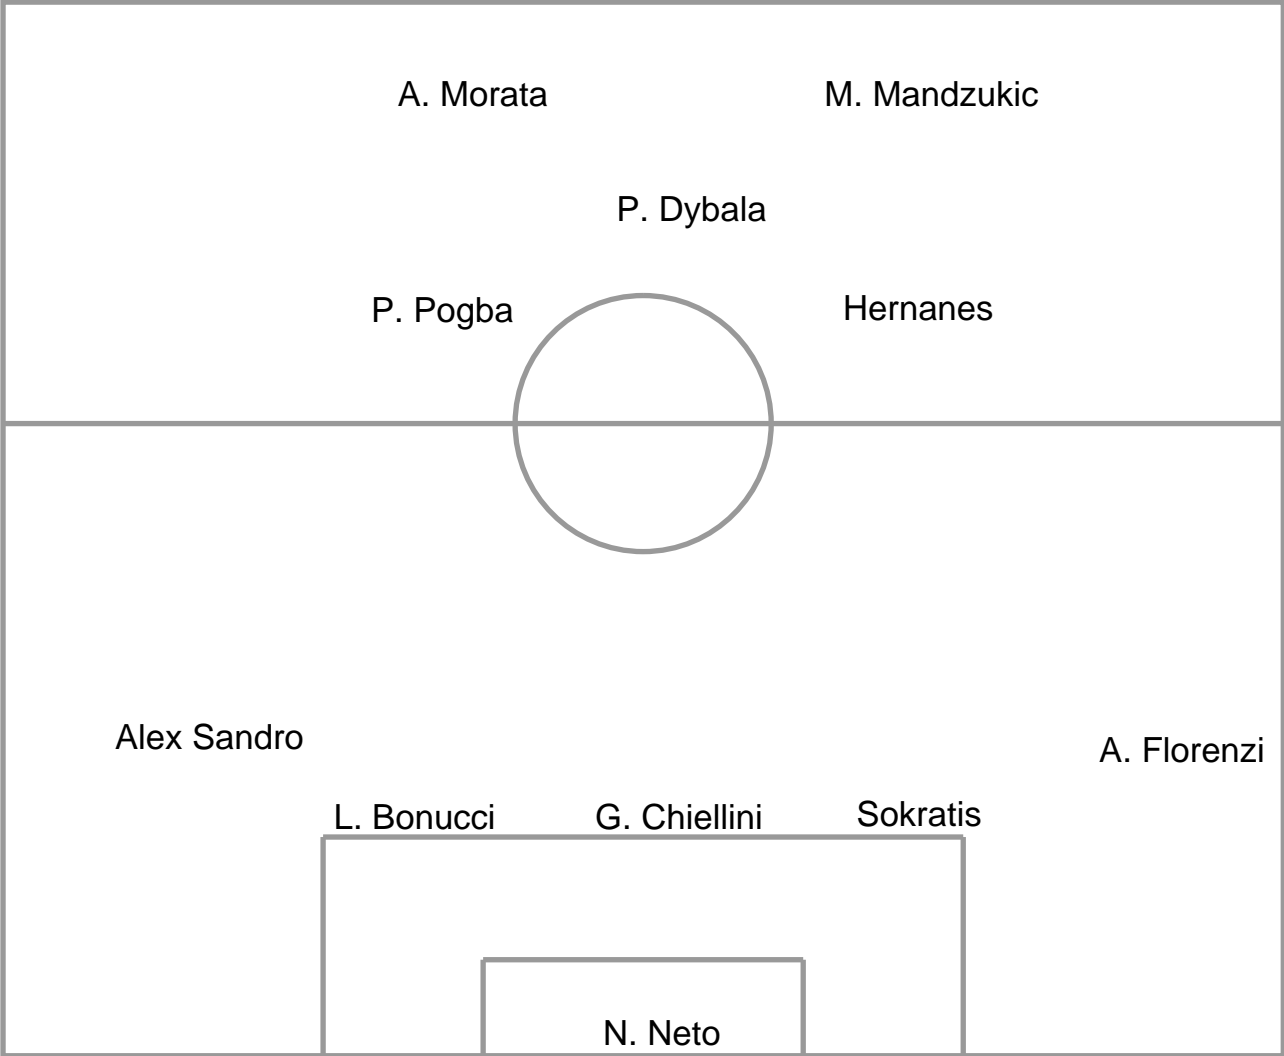 A. Morata
M. Mandzukic
P. Dybala
P. Pogba
Hernanes
Alex Sandro
A. Florenzi
L. Bonucci
G. Chiellini
Sokratis
N. Neto